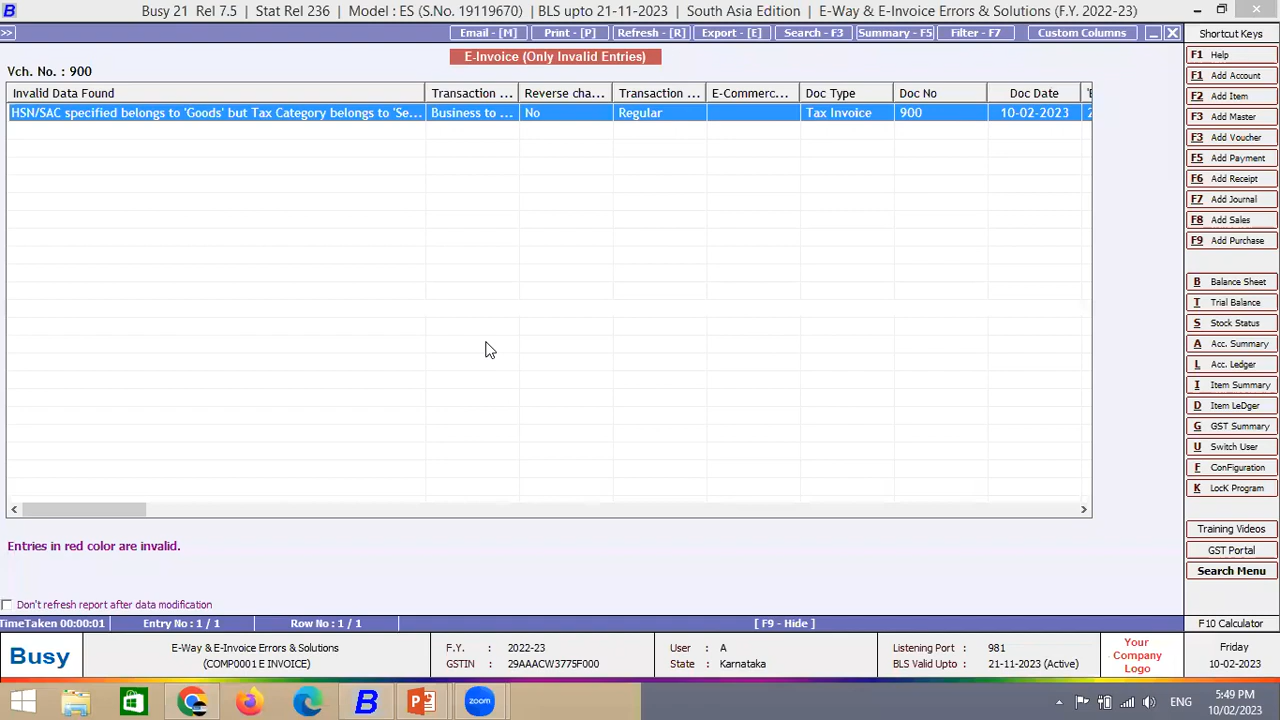 Busy 21 Rel 7.5 | Stat Rel 236 | Model : ES (S.No. 19119670) | BLS upto 21-11-2023 | South Asia Edition | E-Way & E-Invoice Errors & Solutions (F.Y. 2022-23)
>> Email - [M] Print - [P] Refresh - [R] Export - [E] Search - F3 Summary - F5 Filter - F7 Custom Columns
Shortcut Keys
E-Invoice (Only Invalid Entries)
Vch. No. : 900
Invalid Data Found Transaction ... Reverse cha... Transaction ... E-Commerc... Doc Type Doc No Doc Date
HSN/SAC specified belongs to 'Goods' but Tax Category belongs to 'Se... Business to ... No Regular Tax Invoice 900 10-02-2023
Entries in red color are invalid.
Don't refresh report after data modification
TimeTaken 00:00:01 Entry No : 1 / 1 Row No : 1 / 1 [ F9 - Hide ]
F1 Help
F1 Add Account
F2 Add Item
F3 Add Master
F3 Add Voucher
F5 Add Payment
F6 Add Receipt
F7 Add Journal
F8 Add Sales
F9 Add Purchase
B Balance Sheet
T Trial Balance
S Stock Status
A Acc. Summary
L Acc. Ledger
I Item Summary
D Item LeDger
G GST Summary
U Switch User
F ConFiguration
K LocK Program
Training Videos
GST Portal
Search Menu
F10 Calculator
Busy
E-Way & E-Invoice Errors & Solutions
(COMP0001 E INVOICE)
F.Y. : 2022-23
GSTIN : 29AAACW3775F000
User : A
State : Karnataka
Listening Port : 981
BLS Valid Upto : 21-11-2023 (Active)
Your
Company
Logo
Friday
10-02-2023
zoom
ENG
5:49 PM
10/02/2023